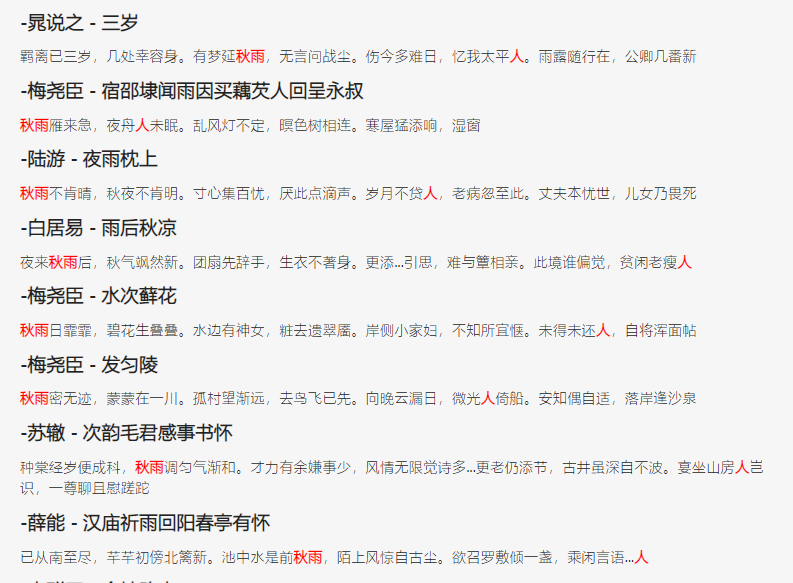 -晁说之 - 三岁
羁离已三岁，几处幸容身。有梦延秋雨，无言问战尘。伤今多难日，忆我太平人。雨露随行在，公卿几番新
-梅尧臣 - 宿邵埭闻雨因买藕芡人回呈永叔
秋雨雁来急，夜舟人未眠。乱风灯不定，暝色树相连。寒屋猛添响，湿窗
-陆游 - 夜雨枕上
秋雨不肯晴，秋夜不肯明。寸心集百忧，厌此点滴声。岁月不贷人，老病忽至此。丈夫本忧世，儿女乃畏死
-白居易 - 雨后秋凉
夜来秋雨后，秋气飒然新。团扇先辞手，生衣不著身。更添...引思，难与簟相亲。此境谁偏觉，贫闲老瘦人
-梅尧臣 - 水次藓花
秋雨日霏霏，碧花生叠叠。水边有神女，粧去遗翠屩。岸侧小家妇，不知所宜惬。未得未还人，自将浑面帖
-梅尧臣 - 发匀陵
秋雨密无迹，蒙蒙在一川。孤村望渐远，去鸟飞已先。向晚云漏日，微光人倚船。安知偶自适，落岸逢沙泉
-苏辙 - 次韵毛君感事书怀
种棠经岁便成科，秋雨调匀气渐和。才力有余嫌事少，风情无限觉诗多...更老仍添节，古井虽深自不波。宴坐山房人岂
识，一尊聊且慰蹉跎
-薛能 - 汉庙祈雨回阳春亭有怀
已从南至尽，芊芊初傍北篱新。池中水是前秋雨，陌上风惊自古尘。欲召罗敷倾一盏，乘闲言语...人